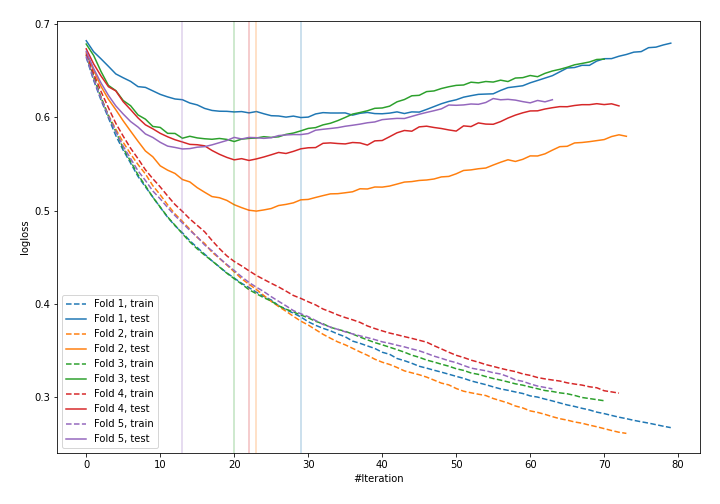 0.7
0.6
0.5
0.4
0.3
logloss
Fold 1, train
Fold 1, test
Fold 2, train
Fold 2, test
Fold 3, train
Fold 3, test
Fold 4, train
Fold 4, test
Fold 5, train
Fold 5, test
0 10 20 30 40 50 60 70 80
#Iteration